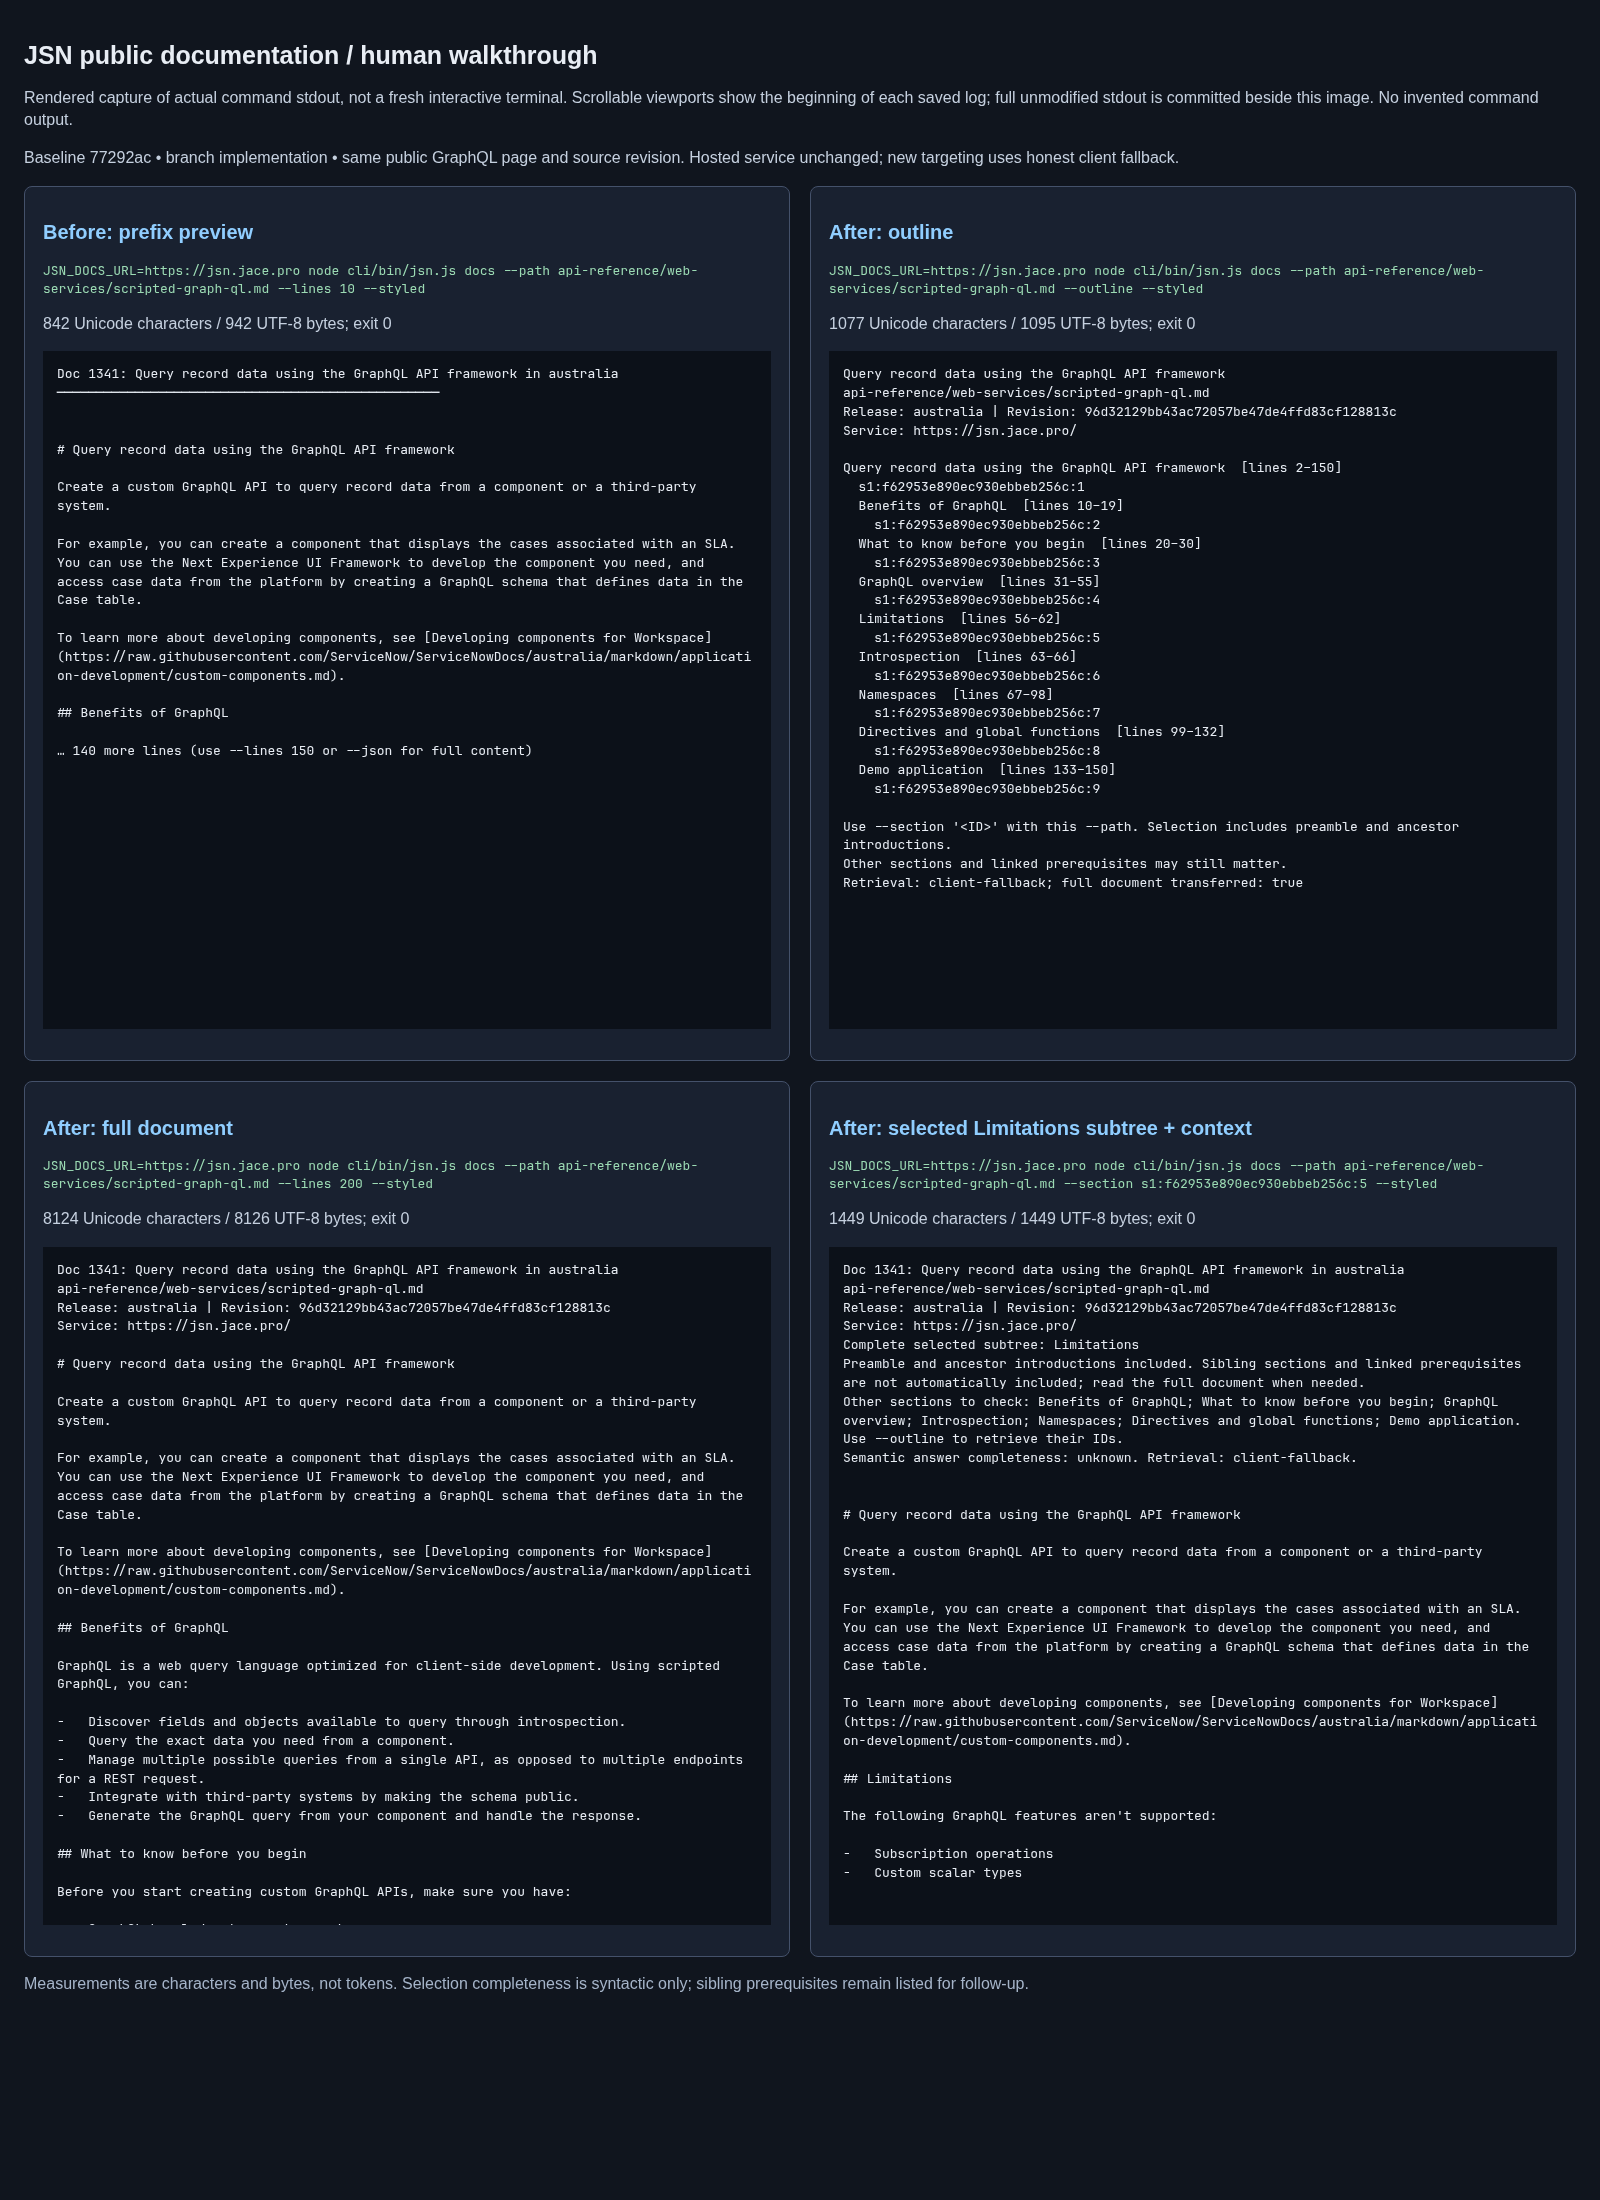 JSN public documentation / human walkthrough
Rendered capture of actual command stdout, not a fresh interactive terminal. Scrollable viewports show the beginning of each saved log; full unmodified stdout is committed beside this image. No invented command
output.
Baseline 77292ac • branch implementation • same public GraphQL page and source revision. Hosted service unchanged; new targeting uses honest client fallback.
Before: prefix preview
JSN_DOCS_URL=https://jsn.jace.pro node cli/bin/jsn.js docs --path api-reference/web-
services/scripted-graph-ql.md --lines 10 --styled
842 Unicode characters / 942 UTF-8 bytes; exit 0
Doc 1341: Query record data using the GraphQL API framework in australia
─────────────────────────────────────────────────
# Query record data using the GraphQL API framework
Create a custom GraphQL API to query record data from a component or a third-party
system.
For example, you can create a component that displays the cases associated with an SLA.
You can use the Next Experience UI Framework to develop the component you need, and
access case data from the platform by creating a GraphQL schema that defines data in the
Case table.
To learn more about developing components, see [Developing components for Workspace]
(https://raw.githubusercontent.com/ServiceNow/ServiceNowDocs/australia/markdown/applicati
on-development/custom-components.md).
## Benefits of GraphQL
… 140 more lines (use --lines 150 or --json for full content)
After: outline
JSN_DOCS_URL=https://jsn.jace.pro node cli/bin/jsn.js docs --path api-reference/web-
services/scripted-graph-ql.md --outline --styled
1077 Unicode characters / 1095 UTF-8 bytes; exit 0
Query record data using the GraphQL API framework
api-reference/web-services/scripted-graph-ql.md
Release: australia | Revision: 96d32129bb43ac72057be47de4ffd83cf128813c
Service: https://jsn.jace.pro/
Query record data using the GraphQL API framework  [lines 2–150]
s1:f62953e890ec930ebbeb256c:1
Benefits of GraphQL  [lines 10–19]
s1:f62953e890ec930ebbeb256c:2
What to know before you begin  [lines 20–30]
s1:f62953e890ec930ebbeb256c:3
GraphQL overview  [lines 31–55]
s1:f62953e890ec930ebbeb256c:4
Limitations  [lines 56–62]
s1:f62953e890ec930ebbeb256c:5
Introspection  [lines 63–66]
s1:f62953e890ec930ebbeb256c:6
Namespaces  [lines 67–98]
s1:f62953e890ec930ebbeb256c:7
Directives and global functions  [lines 99–132]
s1:f62953e890ec930ebbeb256c:8
Demo application  [lines 133–150]
s1:f62953e890ec930ebbeb256c:9
Use --section '<ID>' with this --path. Selection includes preamble and ancestor
introductions.
Other sections and linked prerequisites may still matter.
Retrieval: client-fallback; full document transferred: true
After: full document
JSN_DOCS_URL=https://jsn.jace.pro node cli/bin/jsn.js docs --path api-reference/web-
services/scripted-graph-ql.md --lines 200 --styled
8124 Unicode characters / 8126 UTF-8 bytes; exit 0
Doc 1341: Query record data using the GraphQL API framework in australia
api-reference/web-services/scripted-graph-ql.md
Release: australia | Revision: 96d32129bb43ac72057be47de4ffd83cf128813c
Service: https://jsn.jace.pro/
# Query record data using the GraphQL API framework
Create a custom GraphQL API to query record data from a component or a third-party
system.
For example, you can create a component that displays the cases associated with an SLA.
You can use the Next Experience UI Framework to develop the component you need, and
access case data from the platform by creating a GraphQL schema that defines data in the
Case table.
To learn more about developing components, see [Developing components for Workspace]
(https://raw.githubusercontent.com/ServiceNow/ServiceNowDocs/australia/markdown/applicati
on-development/custom-components.md).
## Benefits of GraphQL
GraphQL is a web query language optimized for client-side development. Using scripted
GraphQL, you can:
-   Discover fields and objects available to query through introspection.
-   Query the exact data you need from a component.
-   Manage multiple possible queries from a single API, as opposed to multiple endpoints
for a REST request.
-   Integrate with third-party systems by making the schema public.
-   Generate the GraphQL query from your component and handle the response.
## What to know before you begin
Before you start creating custom GraphQL APIs, make sure you have:
After: selected Limitations subtree + context
JSN_DOCS_URL=https://jsn.jace.pro node cli/bin/jsn.js docs --path api-reference/web-
services/scripted-graph-ql.md --section s1:f62953e890ec930ebbeb256c:5 --styled
1449 Unicode characters / 1449 UTF-8 bytes; exit 0
Doc 1341: Query record data using the GraphQL API framework in australia
api-reference/web-services/scripted-graph-ql.md
Release: australia | Revision: 96d32129bb43ac72057be47de4ffd83cf128813c
Service: https://jsn.jace.pro/
Complete selected subtree: Limitations
Preamble and ancestor introductions included. Sibling sections and linked prerequisites
are not automatically included; read the full document when needed.
Other sections to check: Benefits of GraphQL; What to know before you begin; GraphQL
overview; Introspection; Namespaces; Directives and global functions; Demo application.
Use --outline to retrieve their IDs.
Semantic answer completeness: unknown. Retrieval: client-fallback.
# Query record data using the GraphQL API framework
Create a custom GraphQL API to query record data from a component or a third-party
system.
For example, you can create a component that displays the cases associated with an SLA.
You can use the Next Experience UI Framework to develop the component you need, and
access case data from the platform by creating a GraphQL schema that defines data in the
Case table.
To learn more about developing components, see [Developing components for Workspace]
(https://raw.githubusercontent.com/ServiceNow/ServiceNowDocs/australia/markdown/applicati
on-development/custom-components.md).
## Limitations
The following GraphQL features aren't supported:
-   Subscription operations
-   Custom scalar types
Measurements are characters and bytes, not tokens. Selection completeness is syntactic only; sibling prerequisites remain listed for follow-up.